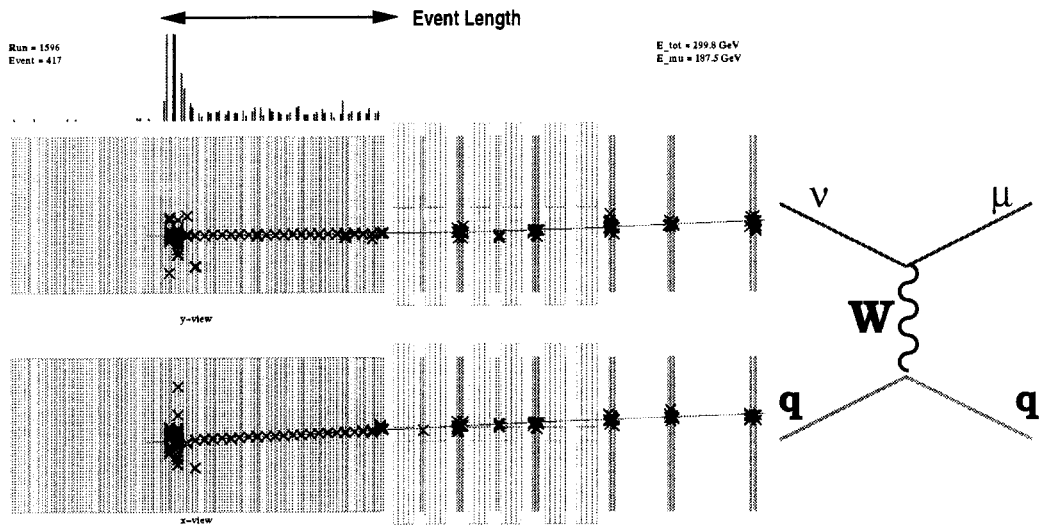 Event Length
Run = 1596
Event = 417
E_tot = 299.8 GeV
E_mu = 187.5 GeV
ν
μ
W
y-view
q
q
x-view